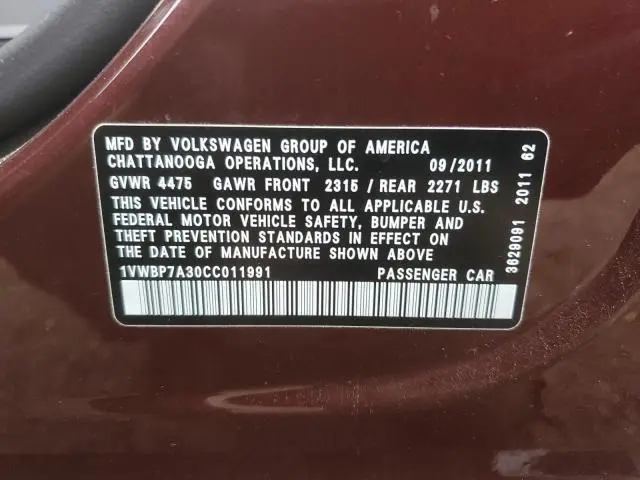 MFD BY VOLKSWAGEN GROUP OF AMERICA
CHATTANOOGA OPERATIONS, LLC. 09/2011
GVWR 4475 GAWR FRONT 2315 / REAR 2271 LBS
THIS VEHICLE CONFORMS TO ALL APPLICABLE U.S.
FEDERAL MOTOR VEHICLE SAFETY, BUMPER AND
THEFT PREVENTION STANDARDS IN EFFECT ON
THE DATE OF MANUFACTURE SHOWN ABOVE
1VWBP7A30CC011991 PASSENGER CAR
3629091 2011 62